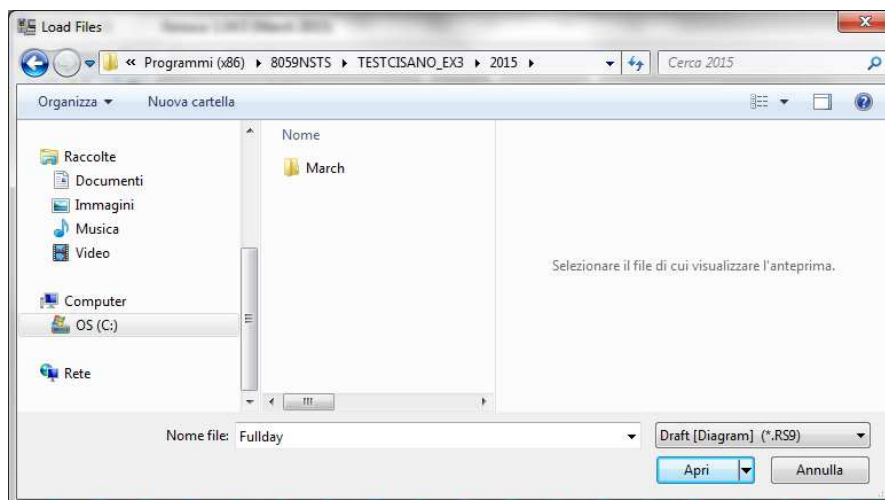 Load Files
« Programmi (x86) ▸ 8059NSTS ▸ TESTCISANO_EX3 ▸ 2015 ▸
Cerca 2015
Organizza
Nuova cartella
Nome
Raccolte
March
Documenti
Immagini
Musica
Video
Selezionare il file di cui visualizzare l'anteprima.
Computer
OS (C:)
Rete
Nome file: Fullday
Draft [Diagram] (*.RS9)
Apri
Annulla